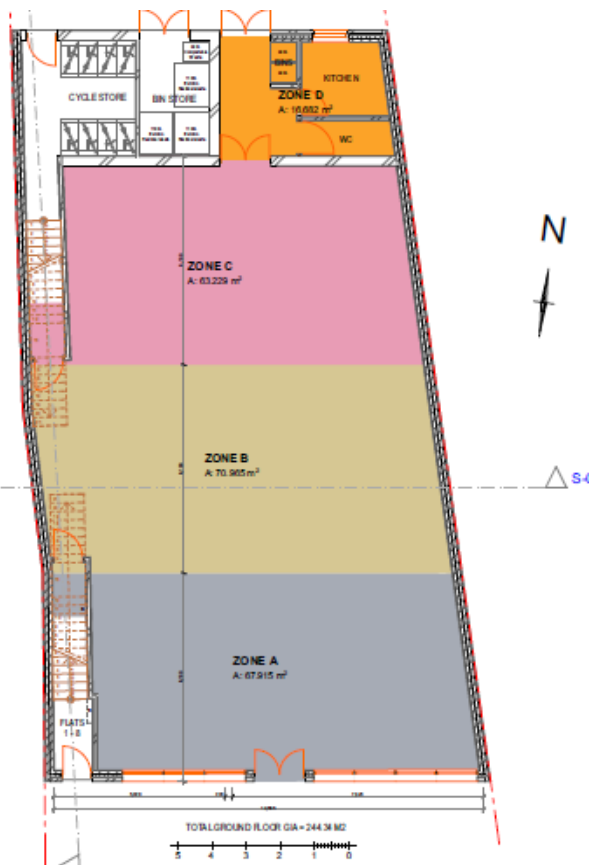 KITCHEN
BINS
CYCLE STORE
BIN STORE
ZONE D
A: 16.682 m²
WC
N
ZONE C
A: 63.229 m²
ZONE B
A: 70.965 m²
S-0
ZONE A
A: 67.915 m²
FLATS
1 - 8
TOTAL GROUND FLOOR GIA = 244.34 M2
5 4 3 2 1 0